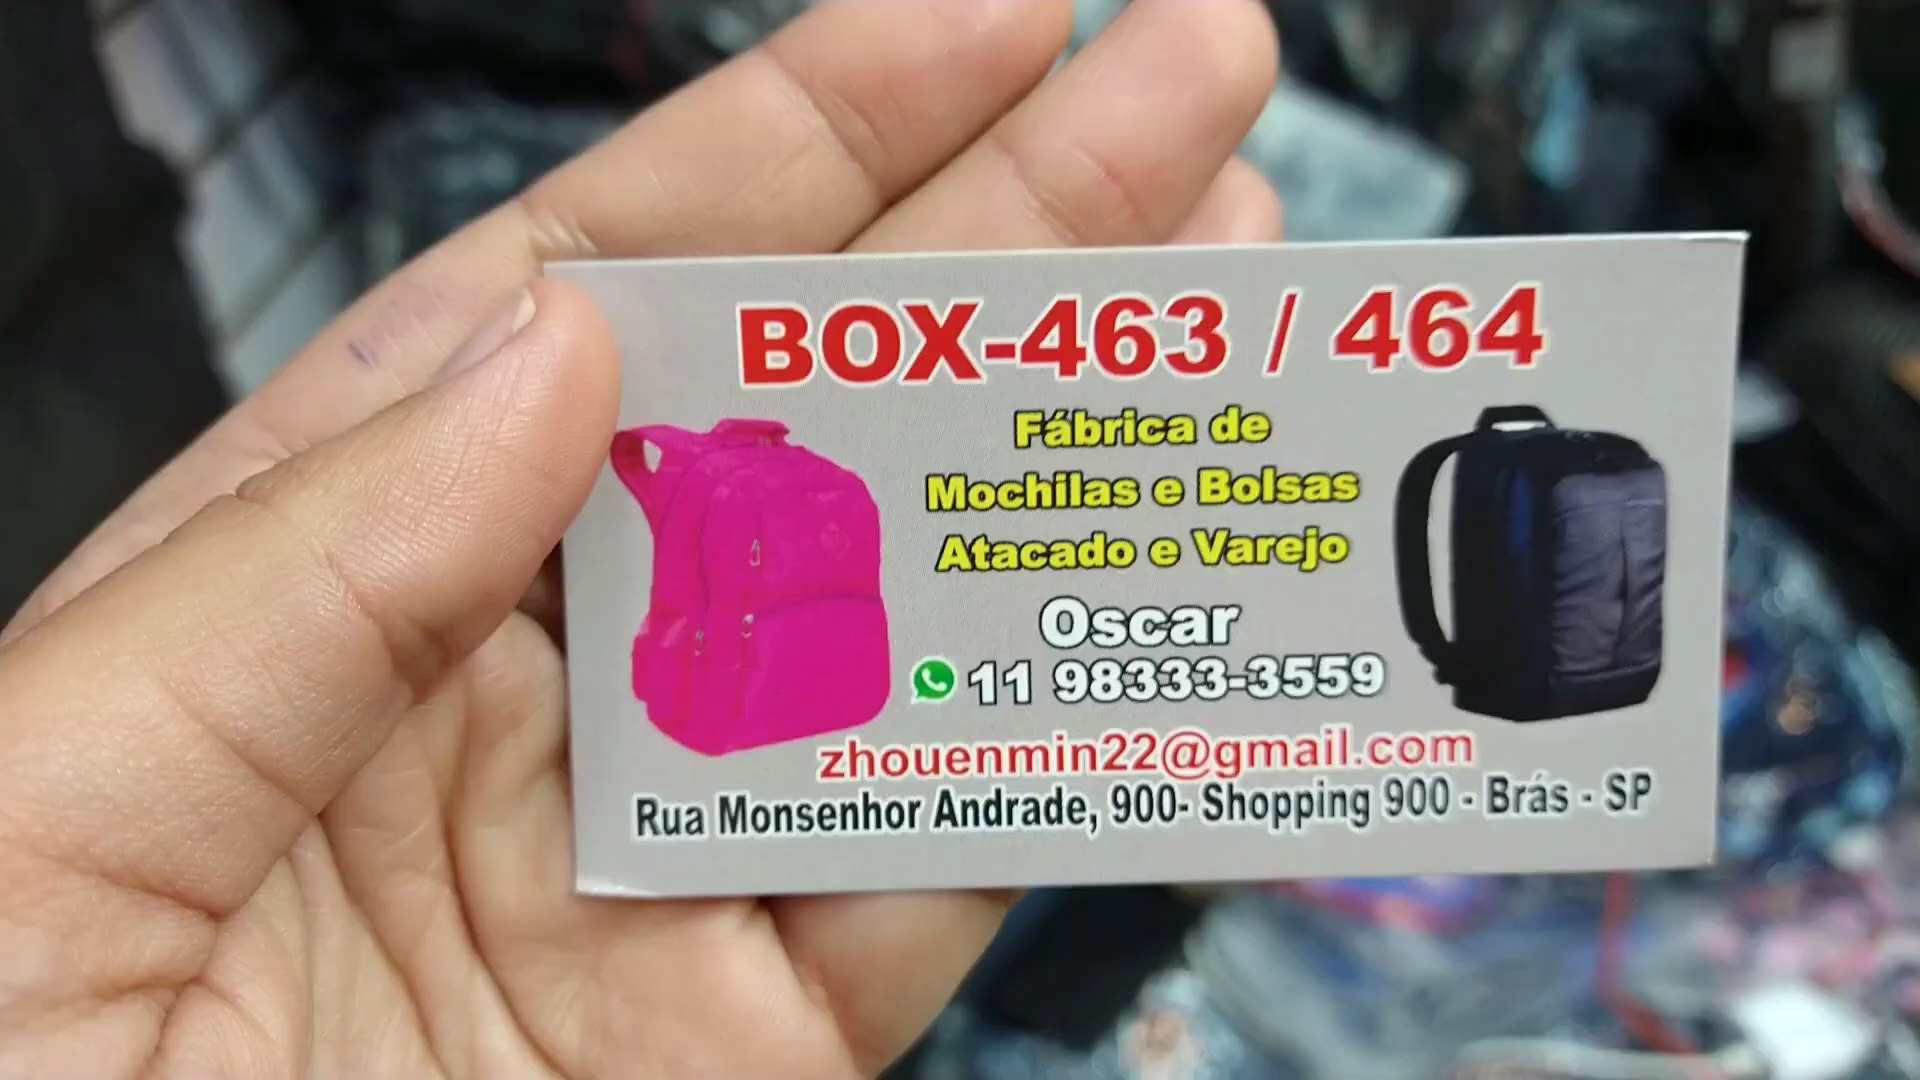 BOX-463 / 464
Fábrica de
Mochilas e Bolsas
Atacado e Varejo
Oscar
11 98333-3559
zhouenmin22@gmail.com
Rua Monsenhor Andrade, 900- Shopping 900 - Brás - SP